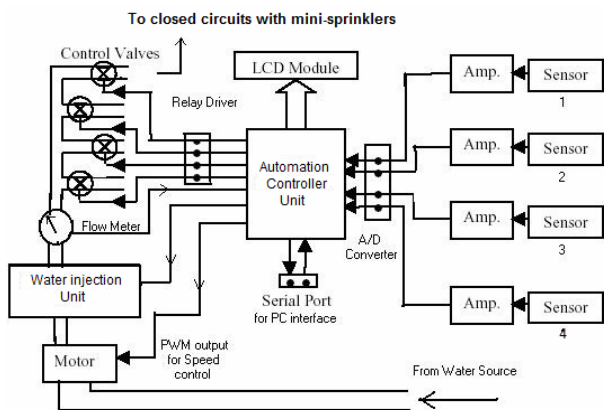 To closed circuits with mini-sprinklers
Control Valves
LCD Module
Relay Driver
Amp.
Sensor
1
Amp.
Sensor
2
Automation
Controller
Unit
Amp.
Sensor
3
Flow Meter
A/D
Converter
Water injection
Unit
Serial Port
for PC interface
Amp.
Sensor
4
Motor
PWM output
for Speed
control
From Water Source